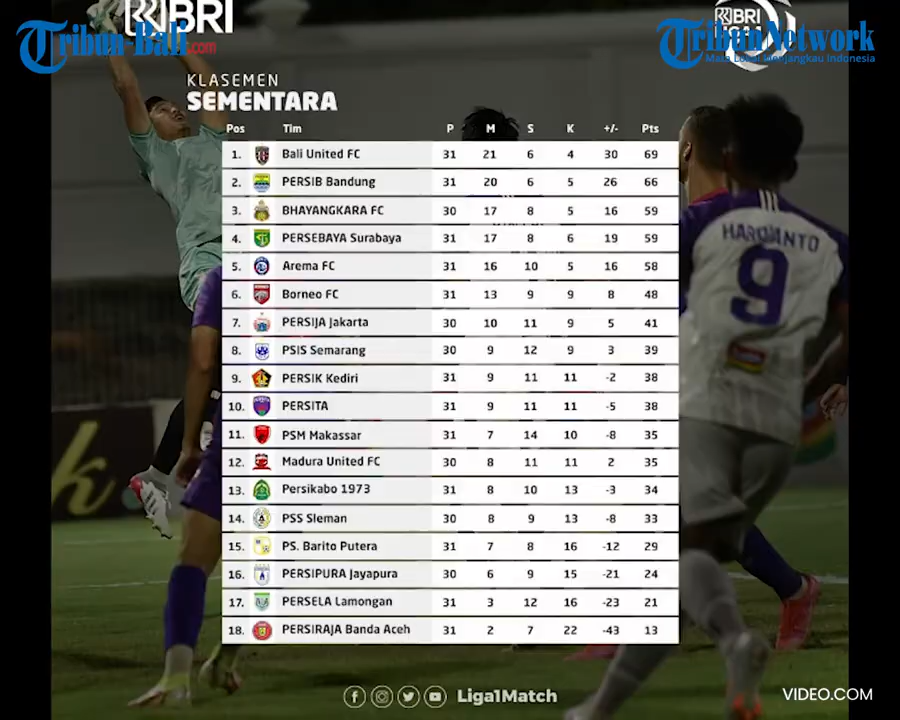 BRI
BRI
Tribun-Bali.com
Tribun Network
Mata Lokal Menjangkau Indonesia
KLASEMEN
SEMENTARA
Pos Tim P M S K +/- Pts
1. Bali United FC 31 21 6 4 30 69
2. PERSIB Bandung 31 20 6 5 26 66
3. BHAYANGKARA FC 30 17 8 5 16 59
4. PERSEBAYA Surabaya 31 17 8 6 19 59
5. Arema FC 31 16 10 5 16 58
6. Borneo FC 31 13 9 9 8 48
7. PERSIJA Jakarta 30 10 11 9 5 41
8. PSIS Semarang 30 9 12 9 3 39
9. PERSIK Kediri 31 9 11 11 -2 38
10. PERSITA 31 9 11 11 -5 38
11. PSM Makassar 31 7 14 10 -8 35
12. Madura United FC 30 8 11 11 2 35
13. Persikabo 1973 31 8 10 13 -3 34
14. PSS Sleman 30 8 9 13 -8 33
15. PS. Barito Putera 31 7 8 16 -12 29
16. PERSIPURA Jayapura 30 6 9 15 -21 24
17. PERSELA Lamongan 31 3 12 16 -23 21
18. PERSIRAJA Banda Aceh 31 2 7 22 -43 13
9
Liga1Match
VIDEO.COM